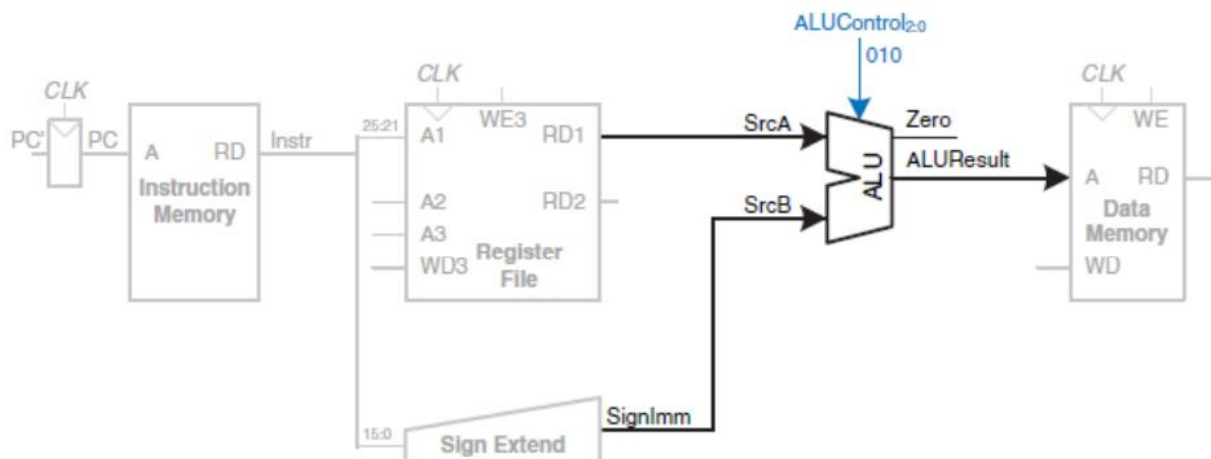 ALUControl2:0
010
CLK
CLK
CLK
PC'
PC
A
RD
Instruction
Memory
Instr
25:21
A1
WE3
RD1
A2
RD2
A3
WD3
Register
File
SrcA
SrcB
ALU
Zero
ALUResult
WE
A
RD
Data
Memory
WD
15:0
Sign Extend
SignImm